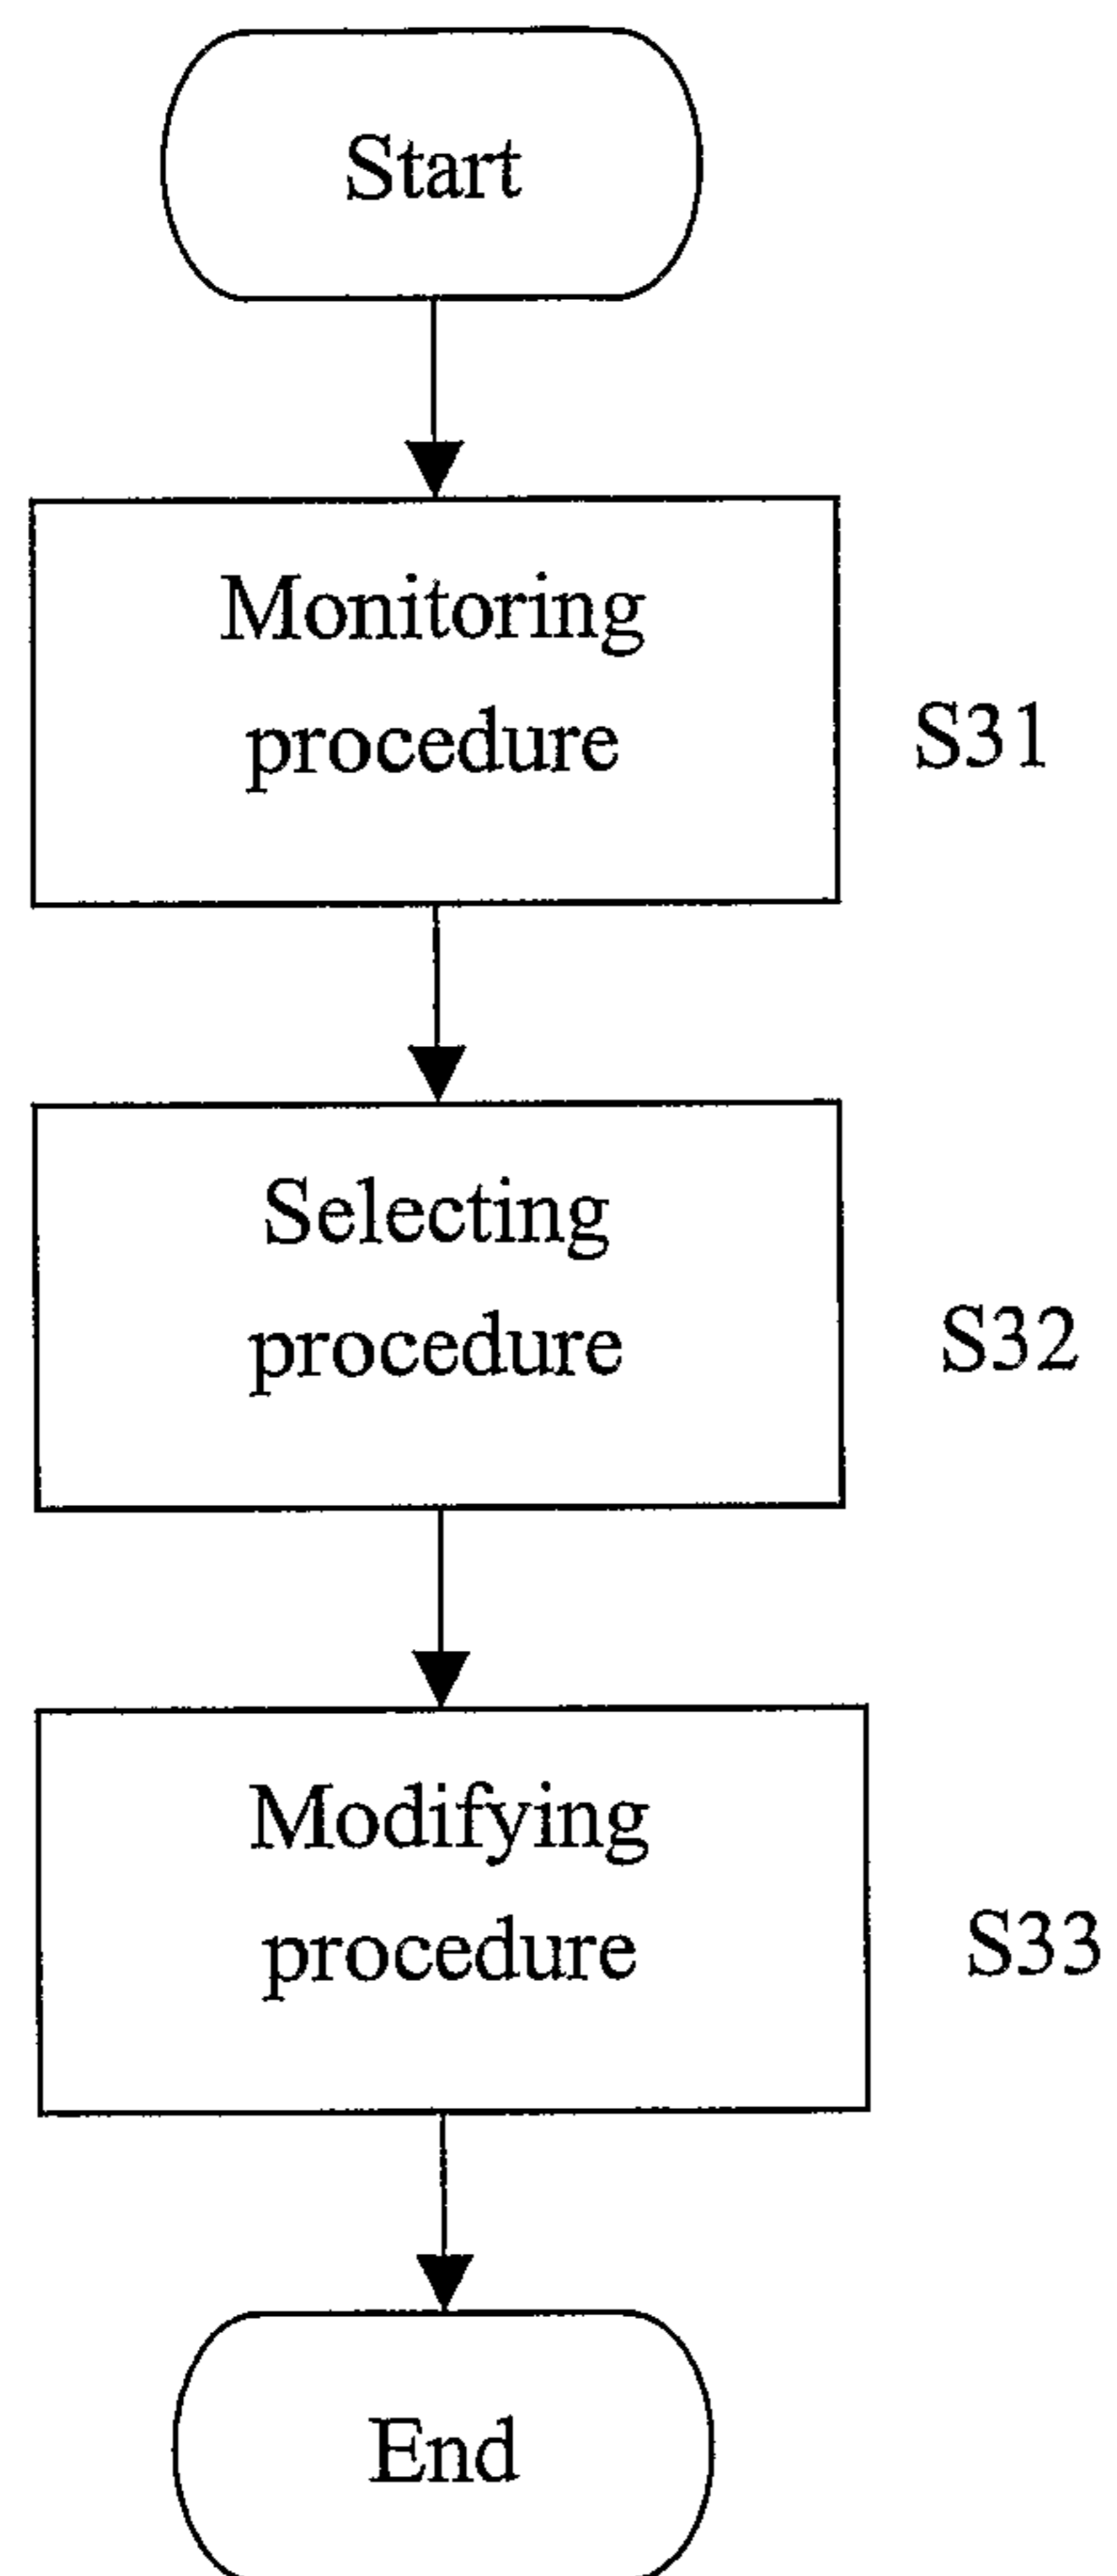 Start
Monitoring
procedure
S31
Selecting
procedure
S32
Modifying
procedure
S33
End